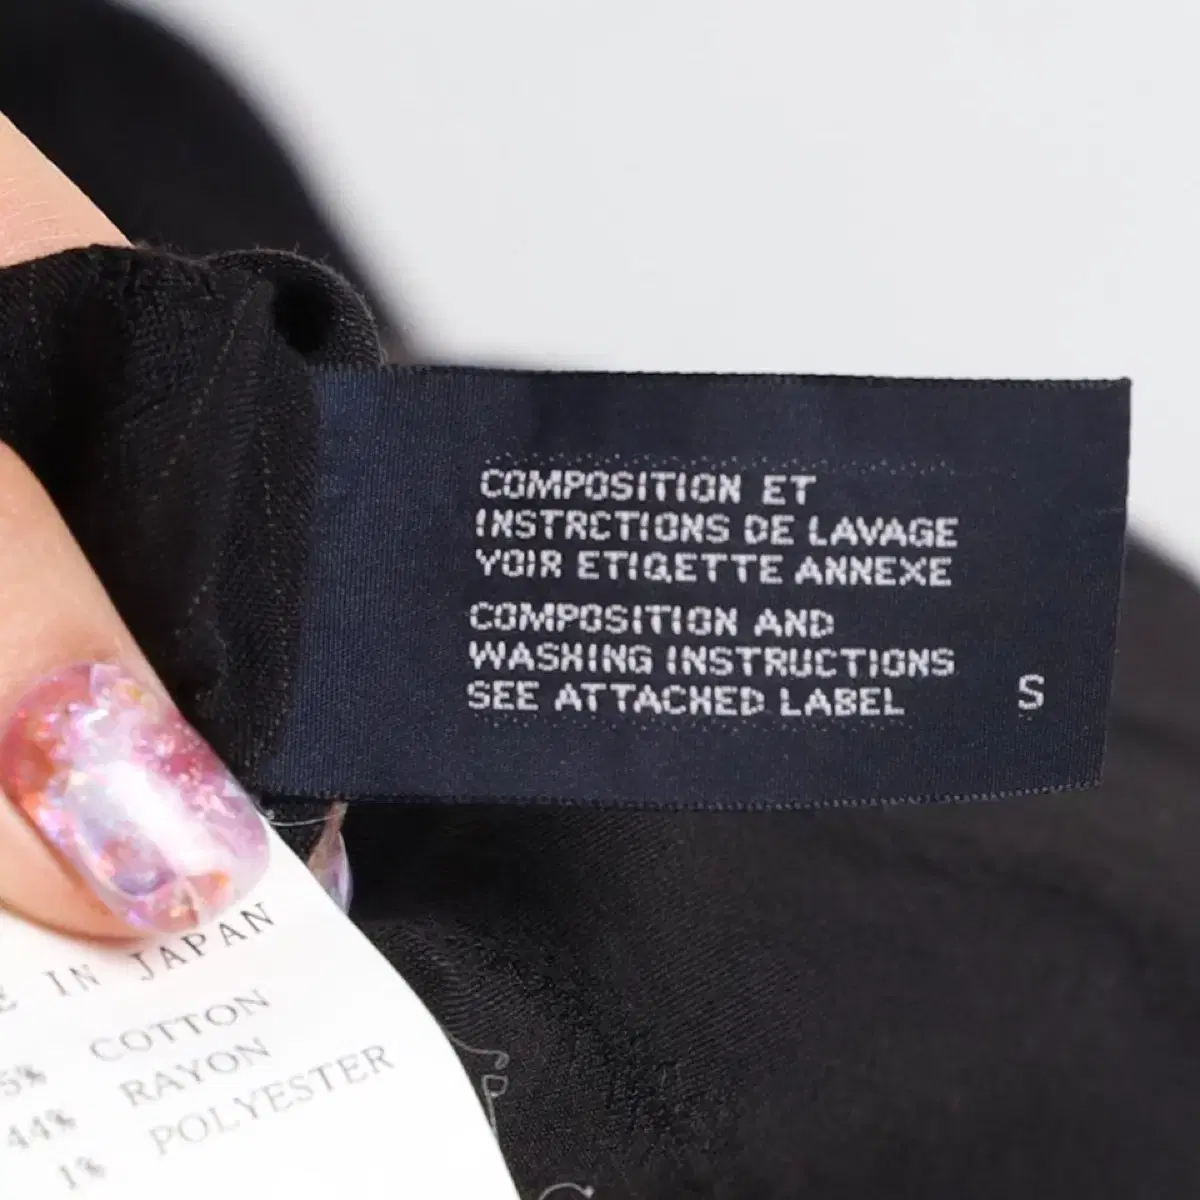 COMPOSITION ET
INSTRCTIONS DE LAVAGE
VOIR ETIQETTE ANNEXE
COMPOSITION AND
WASHING INSTRUCTIONS
SEE ATTACHED LABEL
S
IN JAPAN
COTTON
44% RAYON
1% POLYESTER